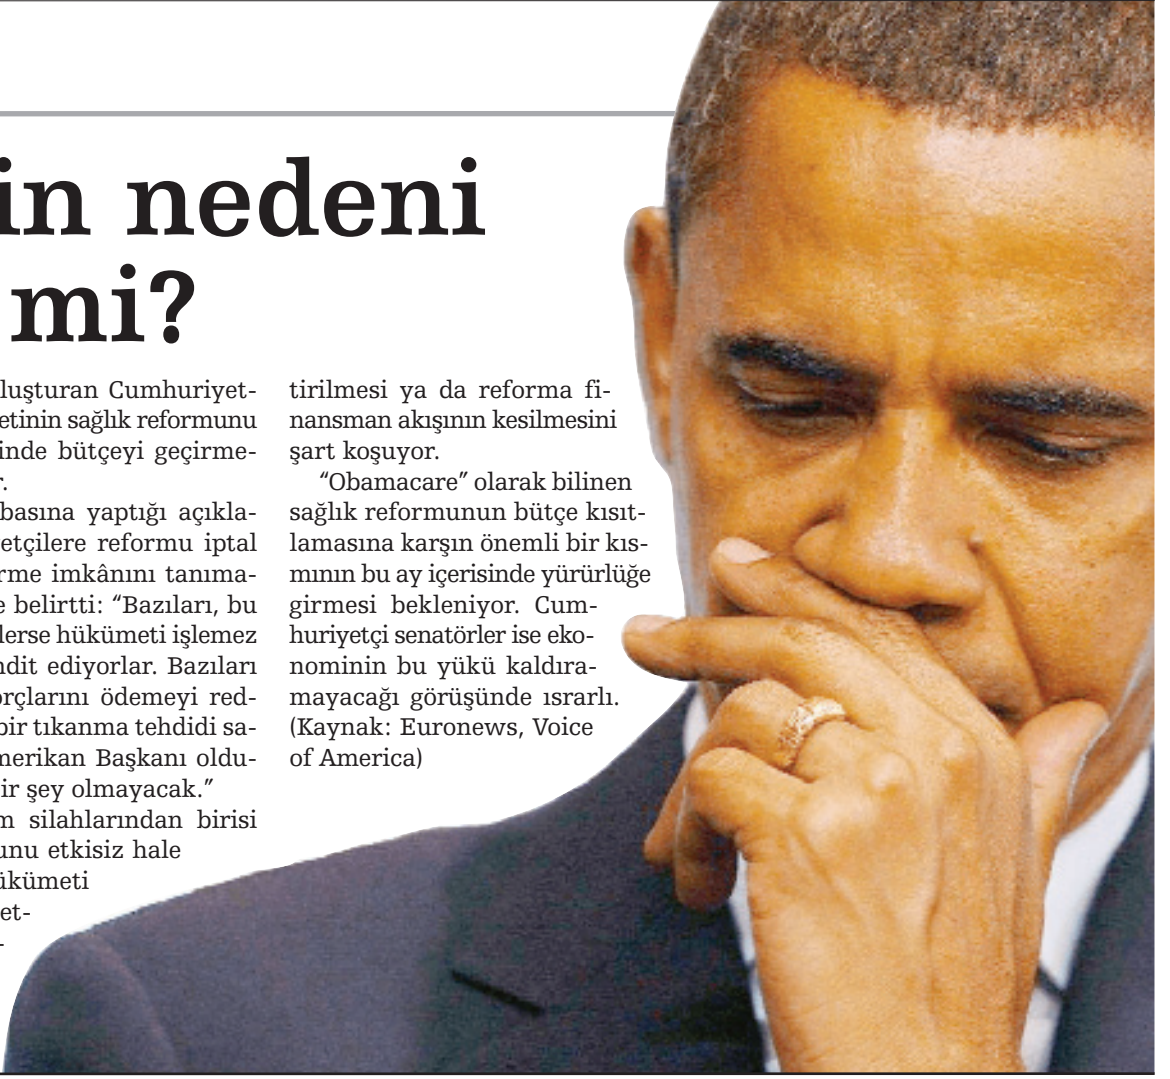 in nedeni
mi?
luşturan Cumhuriyet-
etinin sağlık reformunu
inde bütçeyi geçirme-
r.
basına yaptığı açıkla-
etçilere reformu iptal
rme imkânını tanıma-
e belirtti: “Bazıları, bu
lerse hükümeti işlemez
ndit ediyorlar. Bazıları
orçlarını ödemeyi red-
bir tıkanma tehdidi sa-
merikan Başkanı oldu-
ir şey olmayacak.”
m silahlarından birisi
unu etkisiz hale
ükümeti
et-
-
tirilmesi ya da reforma fi-
nansman akışının kesilmesini
şart koşuyor.
“Obamacare” olarak bilinen
sağlık reformunun bütçe kısıt-
lamasına karşın önemli bir kıs-
mının bu ay içerisinde yürürlüğe
girmesi bekleniyor. Cum-
huriyetçi senatörler ise eko-
nominin bu yükü kaldıra-
mayacağı görüşünde ısrarlı.
(Kaynak: Euronews, Voice
of America)